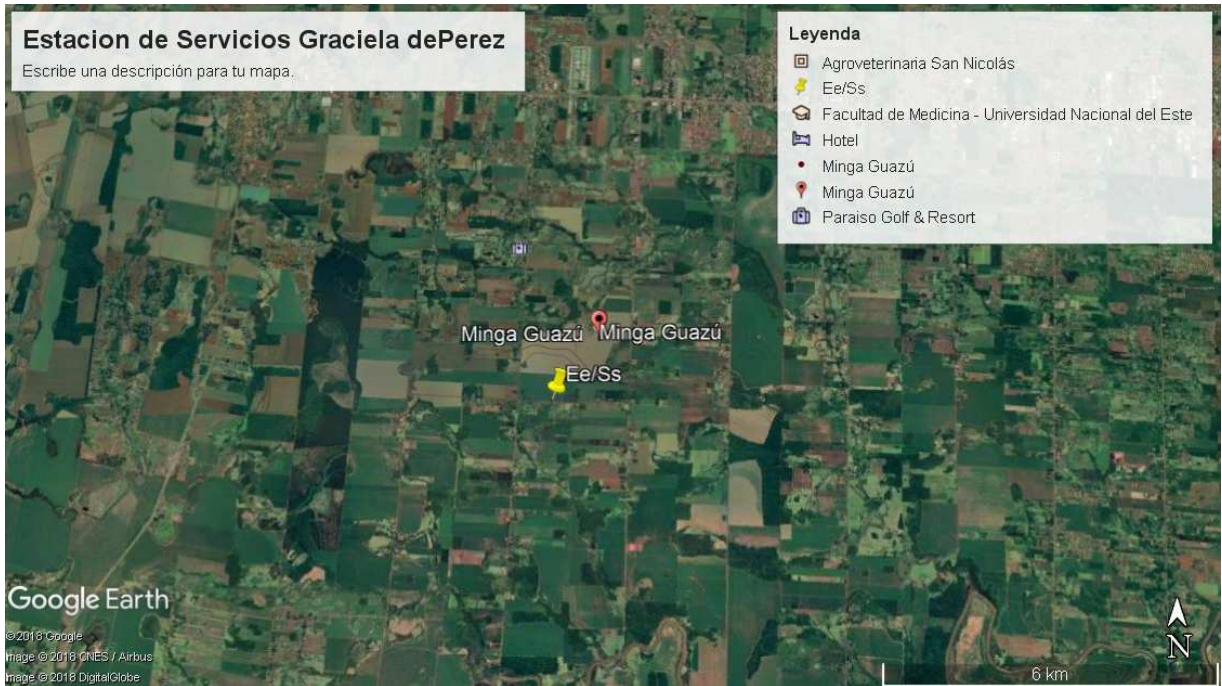 Estacion de Servicios Graciela dePerez
Escribe una descripción para tu mapa.
Leyenda
Agroveterinaria San Nicolás
Ee/Ss
Facultad de Medicina - Universidad Nacional del Este
Hotel
Minga Guazú
Minga Guazú
Paraiso Golf & Resort
Minga Guazú
Minga Guazú
Ee/Ss
Google Earth
©2018 Google
mage © 2018 CNES / Airbus
mage © 2018 DigitalGlobe
N
6 km